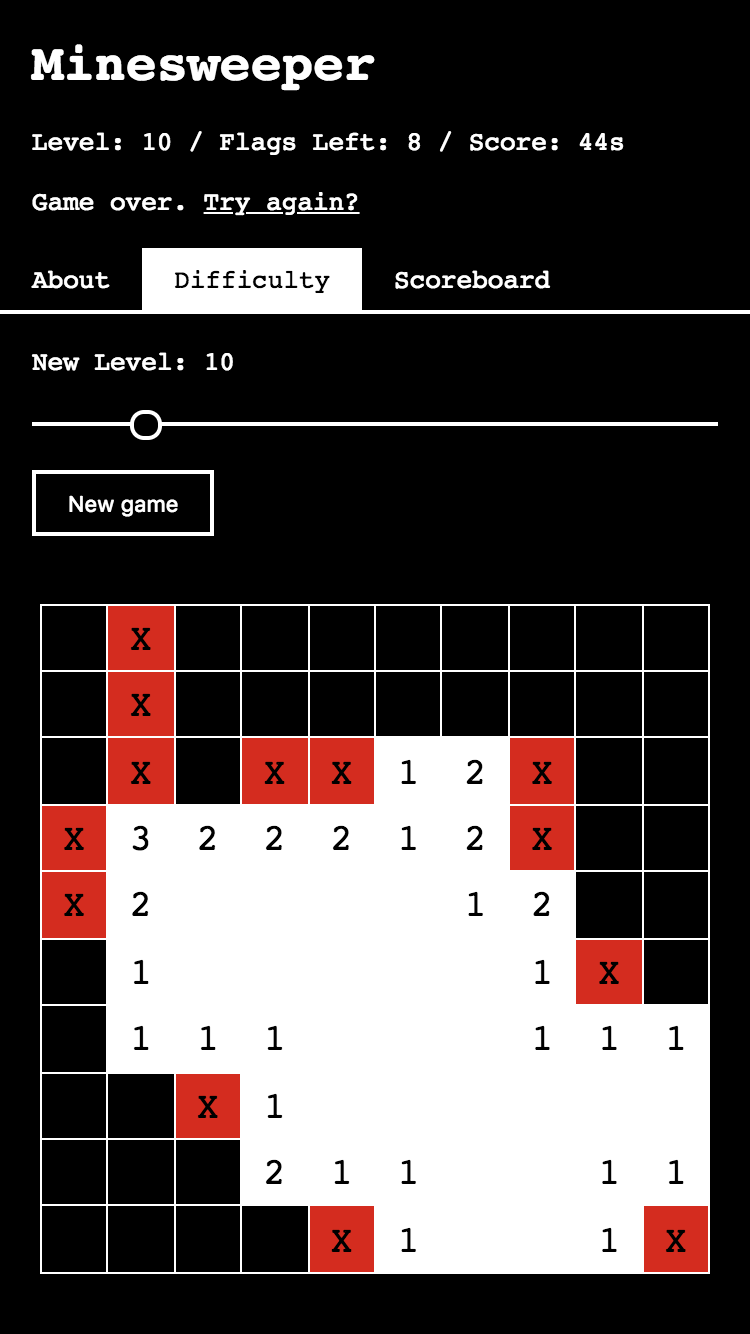 Minesweeper
Level: 10 / Flags Left: 8 / Score: 44s
Game over. Try again?
About Difficulty Scoreboard
New Level: 10
New game
X
X
X X X 1 2 X
X 3 2 2 2 1 2 X
X 2 1 2
1 1 X
1 1 1 1 1 1
X 1
2 1 1 1 1
X 1 1 X